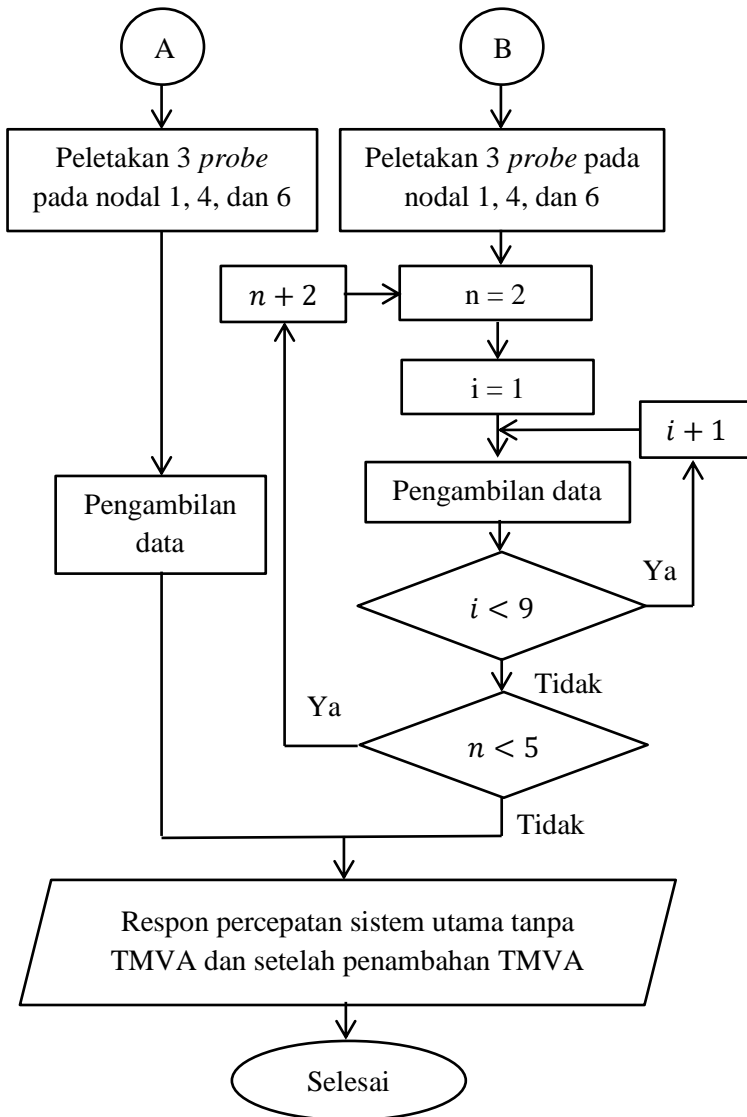 A
B
Peletakan 3 probe
pada nodal 1, 4, dan 6
Peletakan 3 probe pada
nodal 1, 4, dan 6
n + 2
n = 2
i = 1
i + 1
Pengambilan data
Pengambilan
data
Ya
i < 9
Tidak
Ya
n < 5
Tidak
Respon percepatan sistem utama tanpa
TMVA dan setelah penambahan TMVA
Selesai